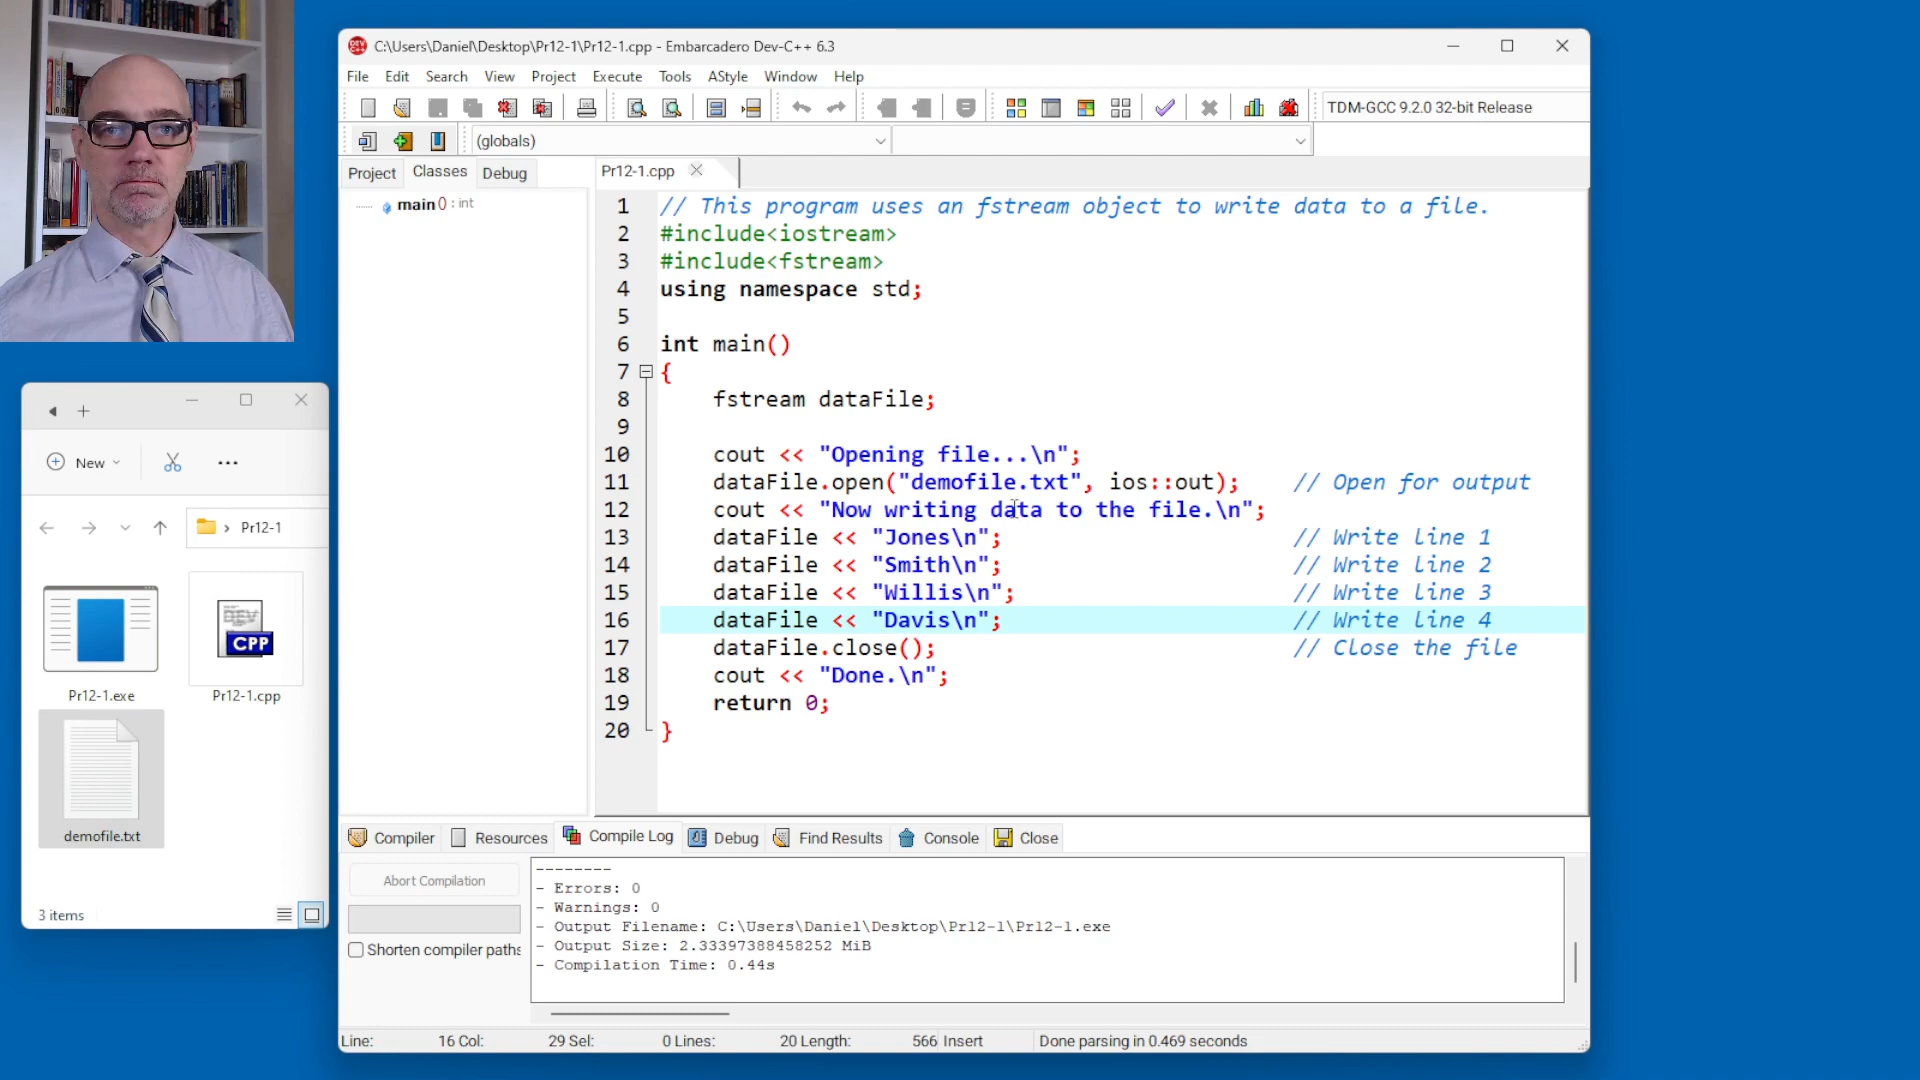 C:\Users\Daniel\Desktop\Pr12-1\Pr12-1.cpp - Embarcadero Dev-C++ 6.3
File Edit Search View Project Execute Tools AStyle Window Help
TDM-GCC 9.2.0 32-bit Release
(globals)
Project Classes Debug
main() : int
Pr12-1.cpp
1 // This program uses an fstream object to write data to a file.
2 #include<iostream>
3 #include<fstream>
4 using namespace std;
5
6 int main()
7 {
8 fstream dataFile;
9
10 cout << "Opening file...\n";
11 dataFile.open("demofile.txt", ios::out); // Open for output
12 cout << "Now writing data to the file.\n";
13 dataFile << "Jones\n"; // Write line 1
14 dataFile << "Smith\n"; // Write line 2
15 dataFile << "Willis\n"; // Write line 3
16 dataFile << "Davis\n"; // Write line 4
17 dataFile.close(); // Close the file
18 cout << "Done.\n";
19 return 0;
20 }
New
Pr12-1
DEV
CPP
Pr12-1.exe Pr12-1.cpp
demofile.txt
3 items
Compiler Resources Compile Log Debug Find Results Console Close
Abort Compilation
Shorten compiler paths
--------
- Errors: 0
- Warnings: 0
- Output Filename: C:\Users\Daniel\Desktop\Pr12-1\Pr12-1.exe
- Output Size: 2.33397388458252 MiB
- Compilation Time: 0.44s
Line: 16 Col: 29 Sel: 0 Lines: 20 Length: 566 Insert Done parsing in 0.469 seconds